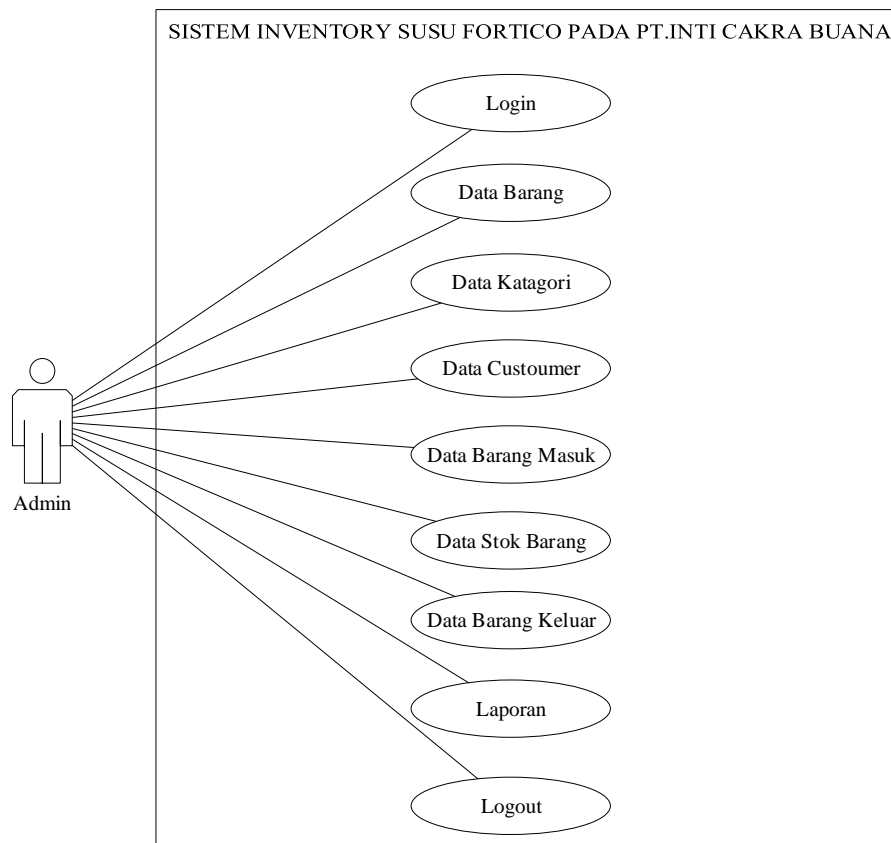 SISTEM INVENTORY SUSU FORTICO PADA PT.INTI CAKRA BUANA
Login
Data Barang
Data Katagori
Data Custoumer
Data Barang Masuk
Admin
Data Stok Barang
Data Barang Keluar
Laporan
Logout